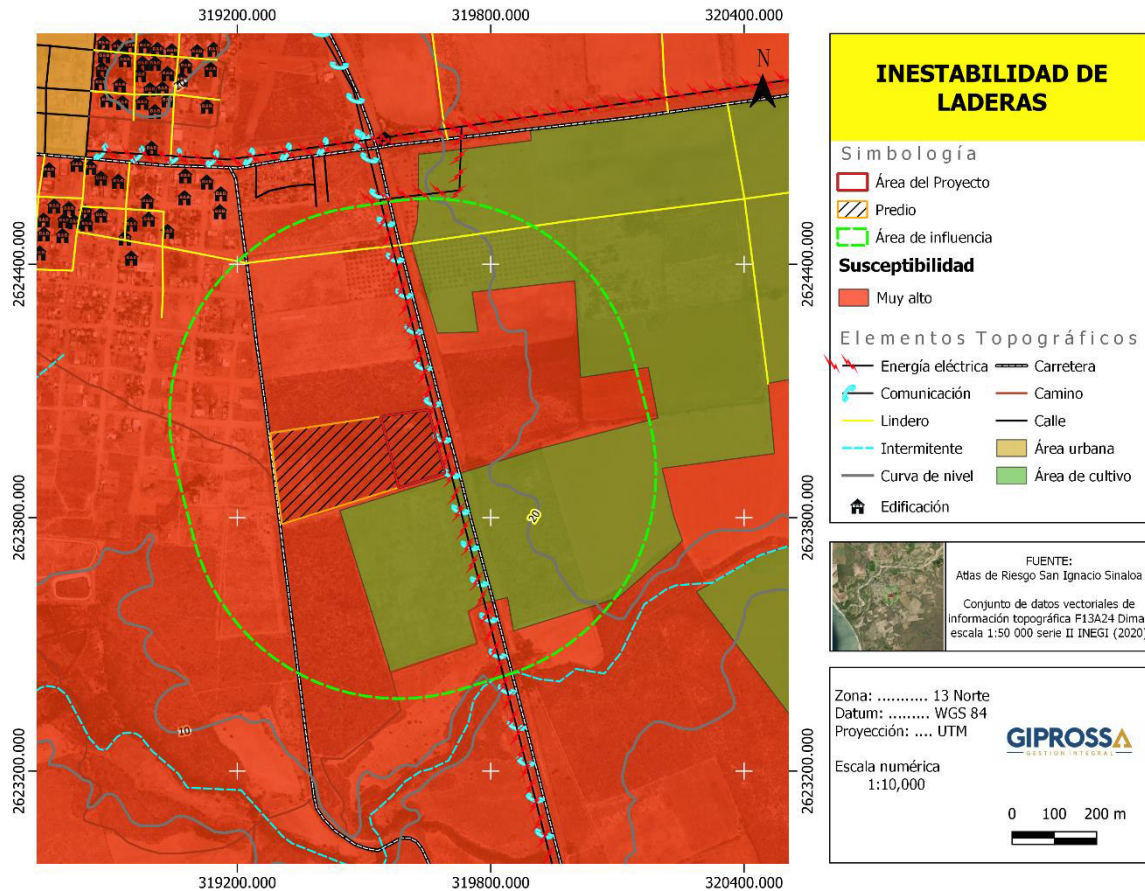 319200.000
319800.000
320400.000
2624400.000
2623800.000
2623200.000
N
20
10
2624400.000
2623800.000
2623200.000
319200.000
319800.000
320400.000
INESTABILIDAD DE
LADERAS
Simbología
Área del Proyecto
Predio
Área de influencia
Susceptibilidad
Muy alto
Elementos Topográficos
Energía eléctrica
Carretera
Comunicación
Camino
Lindero
Calle
Intermitente
Área urbana
Curva de nivel
Área de cultivo
Edificación
FUENTE:
Atlas de Riesgo San Ignacio Sinaloa
Conjunto de datos vectoriales de
información topográfica F13A24 Dima
escala 1:50 000 serie II INEGI (2020)
Zona: .......... 13 Norte
Datum: ......... WGS 84
Proyección: .... UTM
Escala numérica
1:10,000
GIPROSSA
GESTIÓN INTEGRAL
0 100 200 m